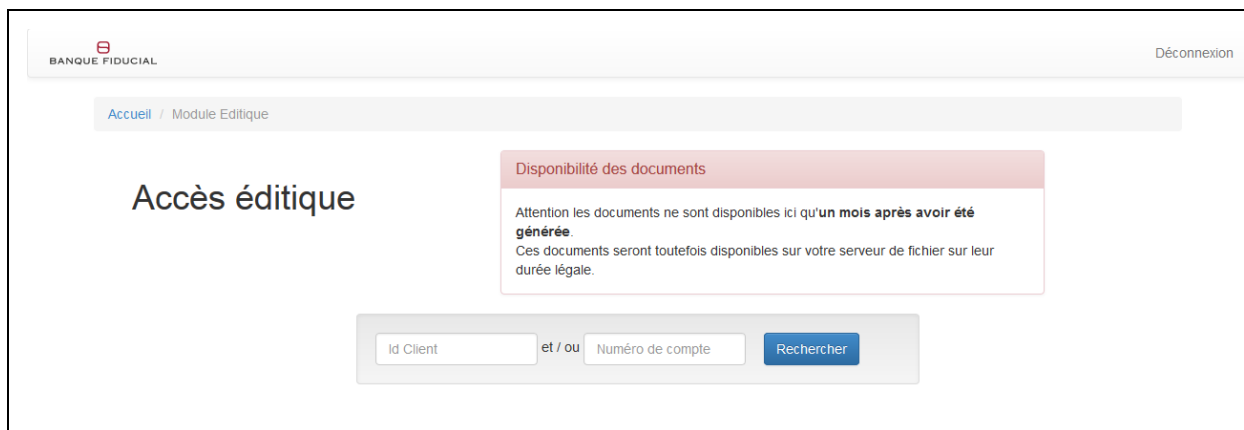 BANQUE FIDUCIAL
Déconnexion
Accueil / Module Editique
Accès éditique
Disponibilité des documents
Attention les documents ne sont disponibles ici qu'un mois après avoir été
générée.
Ces documents seront toutefois disponibles sur votre serveur de fichier sur leur
durée légale.
Id Client et / ou Numéro de compte Rechercher